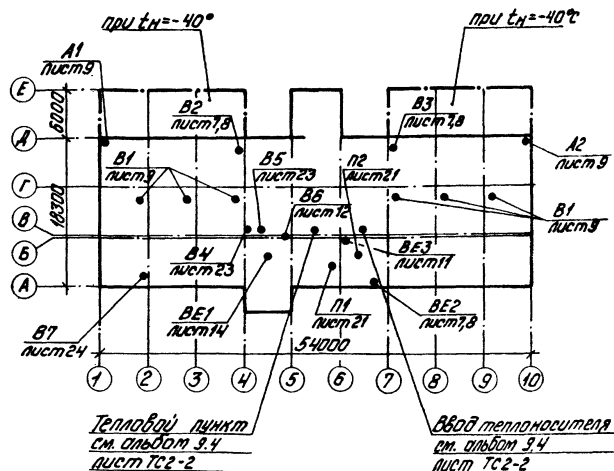 при tн=-40°
при tн=-40°с
А1
лист9
В2
лист7,8
В3
лист7,8
А2
лист9
Е
6000
Д
В1
лист9
В5
лист23
П2
лист21
Г
18300
В6
лист12
В1
лист9
В
Б
В4
лист23
ВЕ3
лист11
А
ВЕ1
лист14
П1
лист21
ВЕ2
лист7,8
В7
лист24
54000
1 2 3 4 5 6 7 8 9 10
Тепловой пункт
см. альбом 9.4
лист ТС2-2
Ввод теплоносителя
см. альбом 9.4
лист ТС2-2